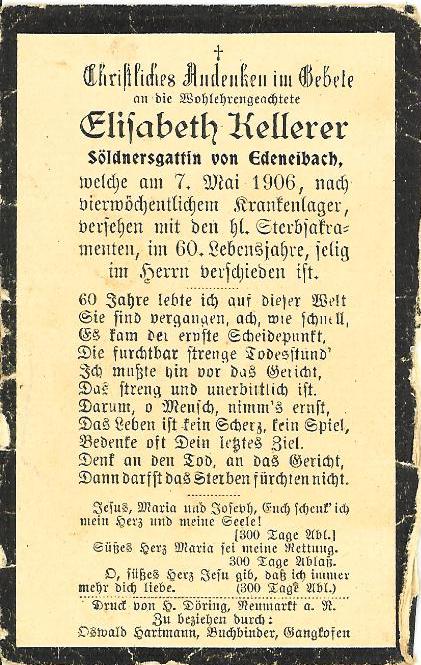 †
Christliches Andenken im Gebete
an die Wohlehrengeachtete
Elisabeth Kellerer
Söldnersgattin von Edeneibach,
welche am 7. Mai 1906, nach
vierwöchentlichem Krankenlager,
versehen mit den hl. Sterbsakra-
menten, im 60. Lebensjahre, selig
im Herrn verschieden ist.
60 Jahre lebte ich auf dieser Welt
Sie sind vergangen, ach, wie schnell,
Es kam der ernste Scheidepunkt,
Die furchtbar strenge Todesstund'
Ich mußte hin vor das Gericht,
Das streng und unerbittlich ist.
Darum, o Mensch, nimm's ernst,
Das Leben ist kein Scherz, kein Spiel,
Bedenke oft Dein letztes Ziel.
Denk an den Tod, an das Gericht,
Dann darfst das Sterben fürchten nicht.
Jesus, Maria und Joseph, Euch schenk' ich
mein Herz und meine Seele!
[300 Tage Abl.]
Süßes Herz Maria sei meine Rettung.
300 Tage Ablaß.
O, süßes Herz Jesu gib, daß ich immer
mehr dich liebe. (300 Tage Abl.)
Druck von H. Döring, Neumarkt a. R.
Zu beziehen durch:
Oswald Hartmann, Buchbinder, Gangkofen